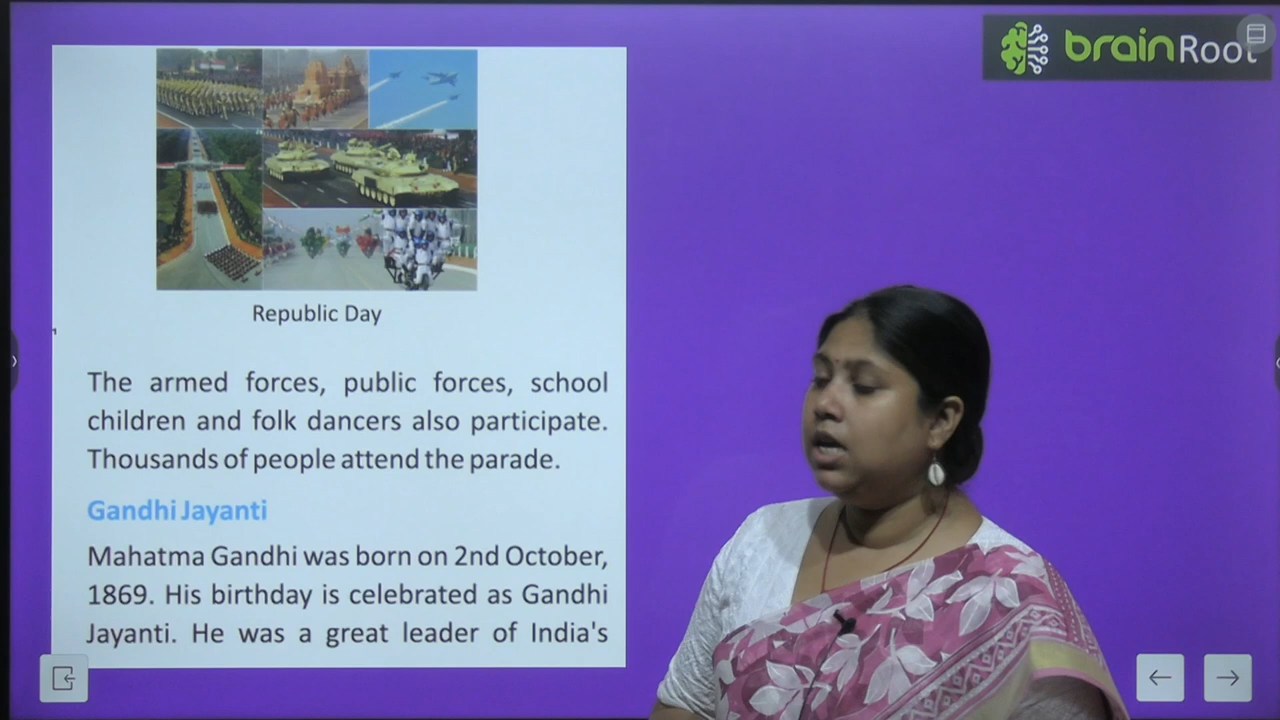 brainRoot
Republic Day
The armed forces, public forces, school
children and folk dancers also participate.
Thousands of people attend the parade.
Gandhi Jayanti
Mahatma Gandhi was born on 2nd October,
1869. His birthday is celebrated as Gandhi
Jayanti. He was a great leader of India's